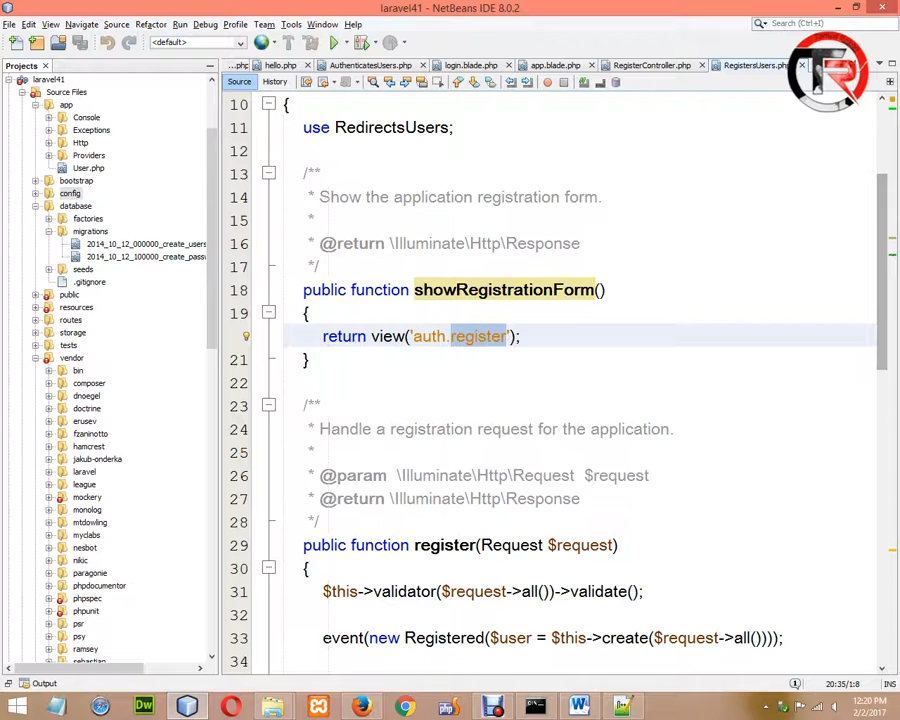 laravel41 - NetBeans IDE 8.0.2
File Edit View Navigate Source Refactor Run Debug Profile Team Tools Window Help
Search (Ctrl+I)
<default>
Projects
...php hello.php AuthenticatesUsers.php login.blade.php app.blade.php RegisterController.php RegistersUsers.php
Source History
laravel41
Source Files
app
Console
Exceptions
Http
Providers
User.php
bootstrap
config
database
factories
migrations
2014_10_12_000000_create_users
2014_10_12_100000_create_pass
seeds
.gitignore
public
resources
routes
storage
tests
vendor
bin
composer
dnoegel
doctrine
erusev
fzaninotto
hamcrest
jakub-onderka
laravel
league
mockery
monolog
mtdowling
myclabs
nesbot
nikic
paragonie
phpdocumentor
phpspec
phpunit
psr
psy
ramsey
sebastian
10 {
11 use RedirectsUsers;
12
13 /**
14 * Show the application registration form.
15 *
16 * @return \Illuminate\Http\Response
17 */
18 public function showRegistrationForm()
19 {
return view('auth.register');
21 }
22
23 /**
24 * Handle a registration request for the application.
25 *
26 * @param \Illuminate\Http\Request $request
27 * @return \Illuminate\Http\Response
28 */
29 public function register(Request $request)
30 {
31 $this->validator($request->all())->validate();
32
33 event(new Registered($user = $this->create($request->all())));
34
Output
20:35/1:8 INS
Dw
php
12:20 PM
2/2/2017